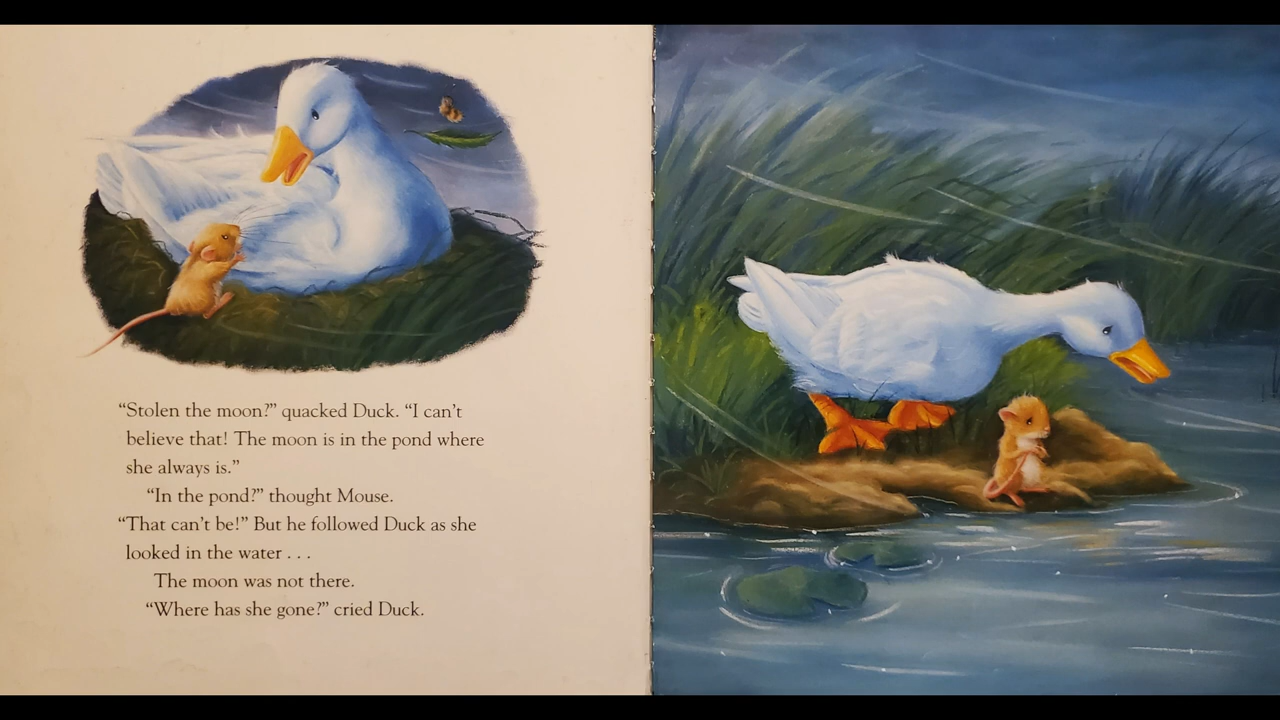 “Stolen the moon?” quacked Duck. “I can’t
believe that! The moon is in the pond where
she always is.”
“In the pond?” thought Mouse.
“That can’t be!” But he followed Duck as she
looked in the water . . .
The moon was not there.
“Where has she gone?” cried Duck.